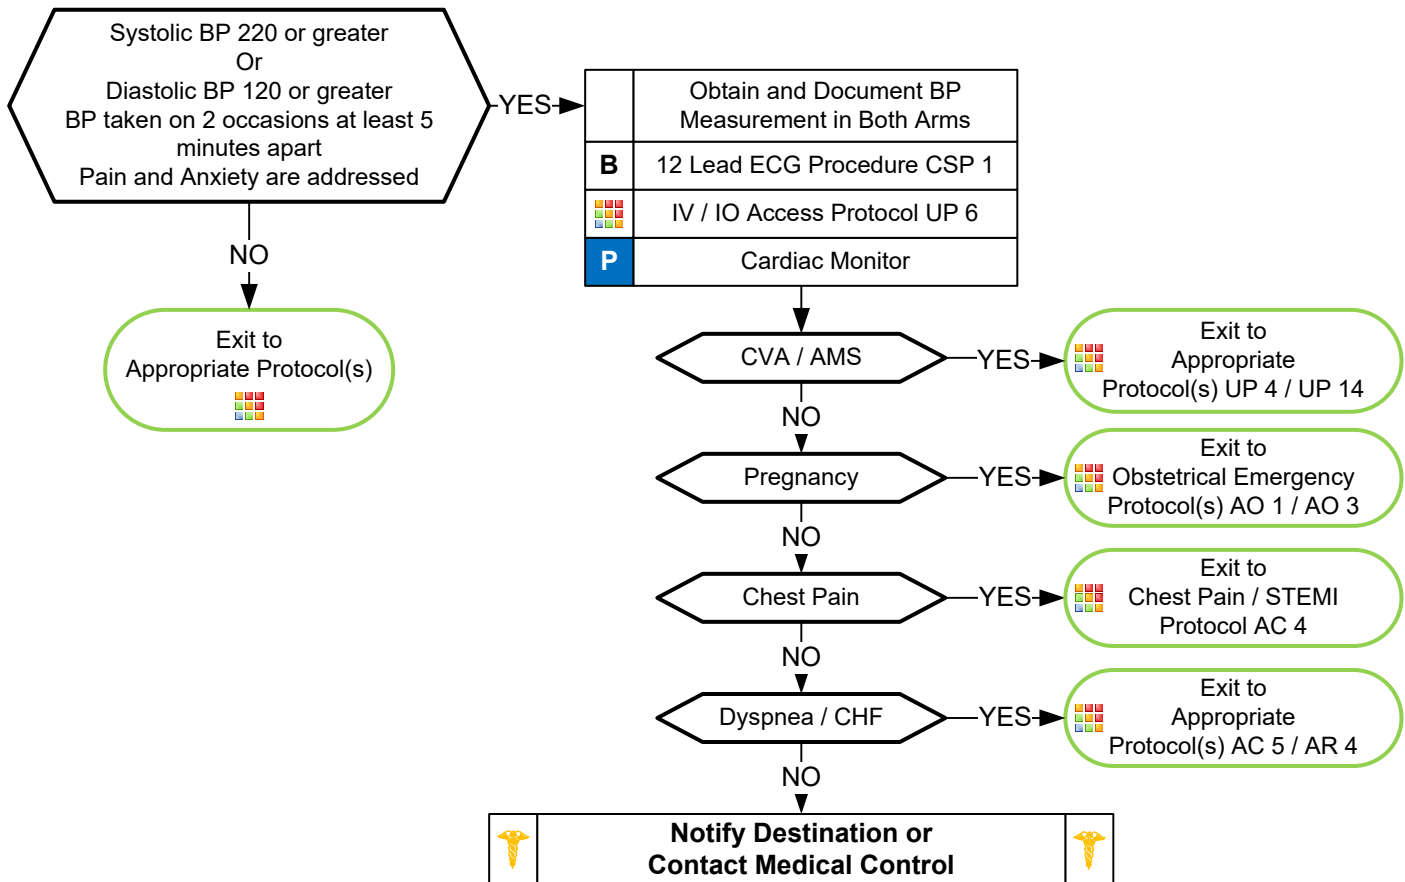 Systolic BP 220 or greater
Or
Diastolic BP 120 or greater
BP taken on 2 occasions at least 5
minutes apart
Pain and Anxiety are addressed
YES
NO
Exit to
Appropriate Protocol(s)
Obtain and Document BP
Measurement in Both Arms
B
12 Lead ECG Procedure CSP 1
IV / IO Access Protocol UP 6
P
Cardiac Monitor
CVA / AMS
YES
Exit to
Appropriate
Protocol(s) UP 4 / UP 14
NO
Pregnancy
YES
Exit to
Obstetrical Emergency
Protocol(s) AO 1 / AO 3
NO
Chest Pain
YES
Exit to
Chest Pain / STEMI
Protocol AC 4
NO
Dyspnea / CHF
YES
Exit to
Appropriate
Protocol(s) AC 5 / AR 4
NO
Notify Destination or
Contact Medical Control